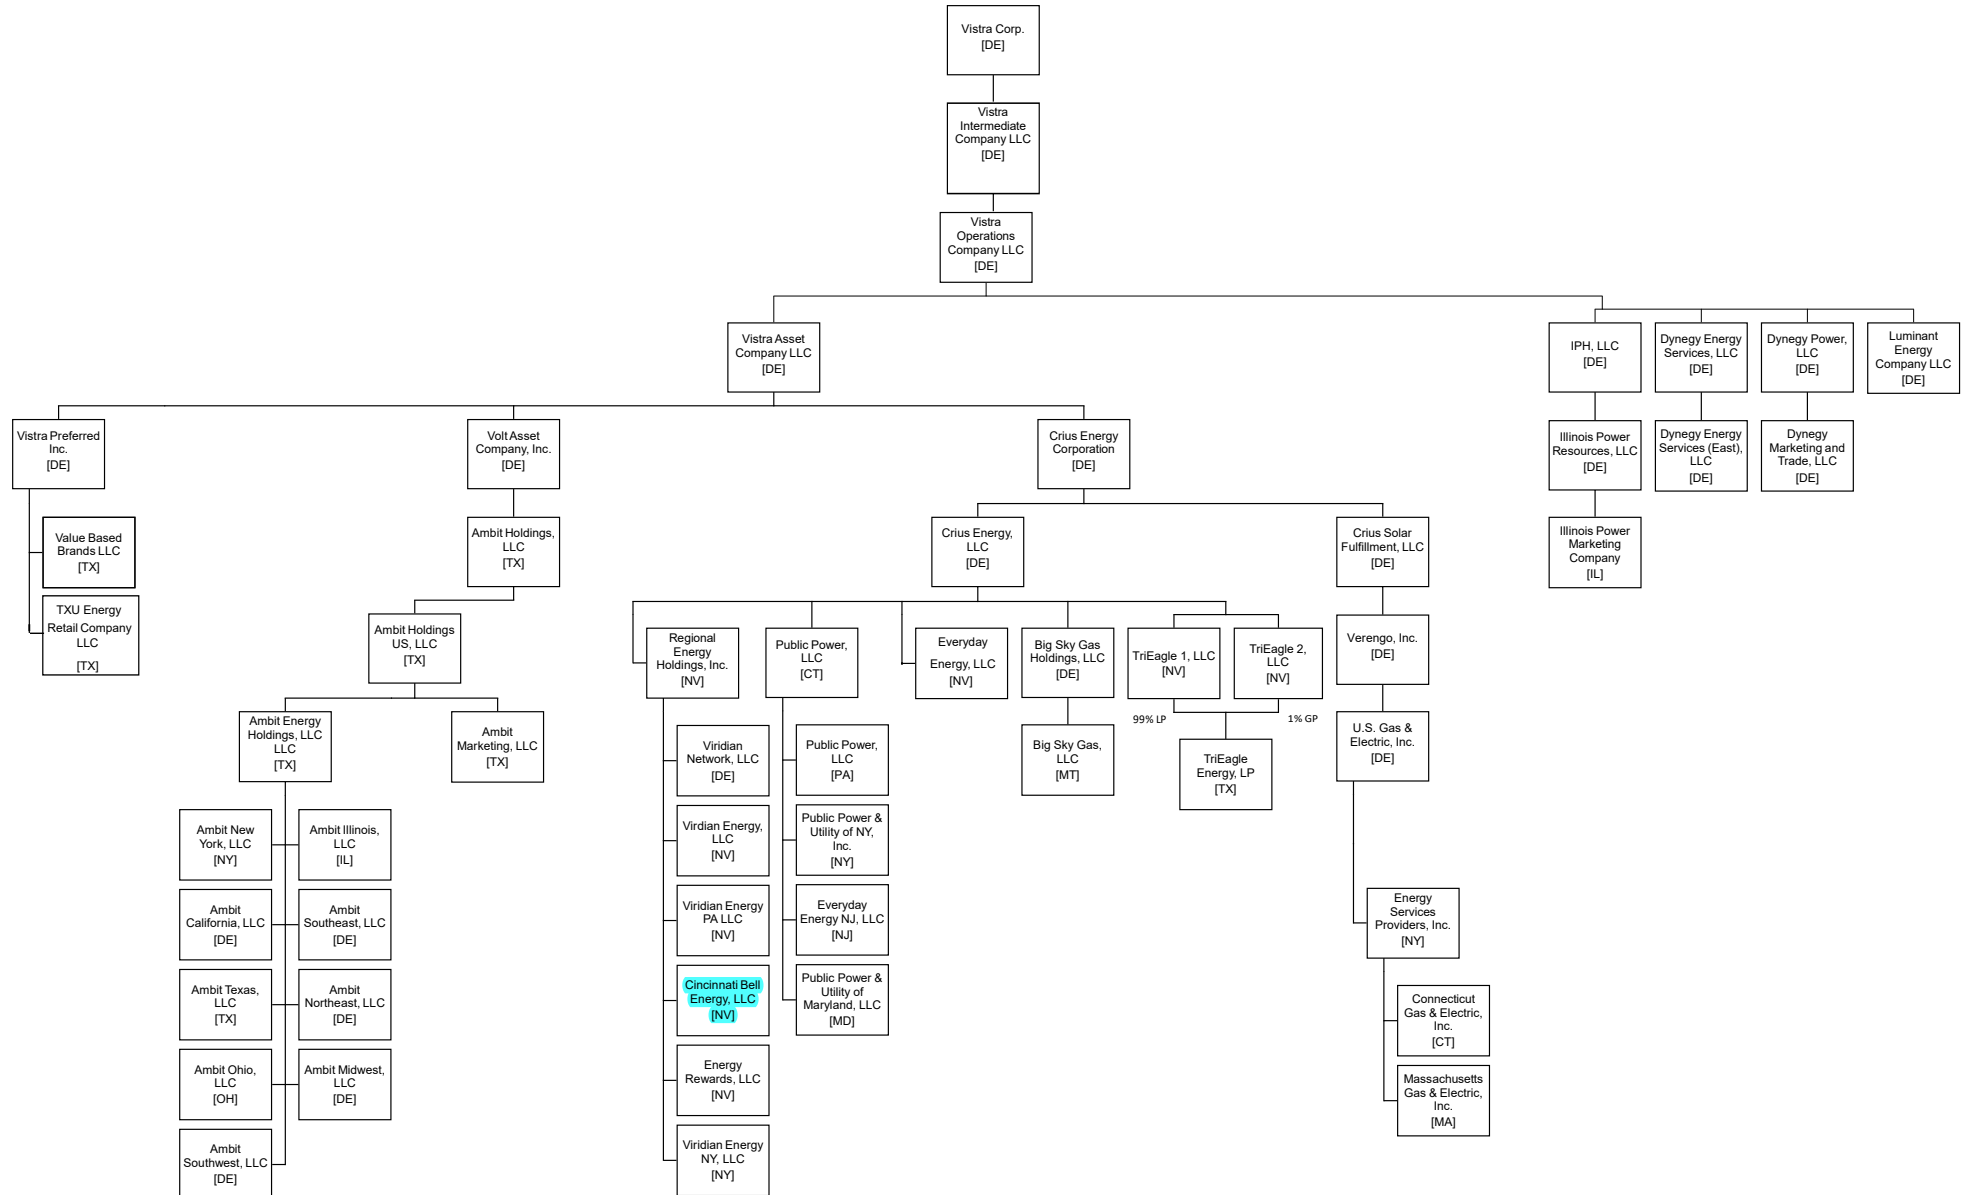 Vistra Corp.
[DE]
Vistra
Intermediate
Company LLC
[DE]
Vistra
Operations
Company LLC
[DE]
Vistra Asset
Company LLC
[DE]
IPH, LLC
[DE]
Dynegy Energy
Services, LLC
[DE]
Dynegy Power,
LLC
[DE]
Luminant
Energy
Company LLC
[DE]
Vistra Preferred
Inc.
[DE]
Volt Asset
Company, Inc.
[DE]
Crius Energy
Corporation
[DE]
Illinois Power
Resources, LLC
[DE]
Dynegy Energy
Services (East),
LLC
[DE]
Dynegy
Marketing and
Trade, LLC
[DE]
Value Based
Brands LLC
[TX]
Ambit Holdings,
LLC
[TX]
Crius Energy,
LLC
[DE]
Crius Solar
Fulfillment, LLC
[DE]
Illinois Power
Marketing
Company
[IL]
TXU Energy
Retail Company
LLC
[TX]
Ambit Holdings
US, LLC
[TX]
Regional
Energy
Holdings, Inc.
[NV]
Public Power,
LLC
[CT]
Everyday
Energy, LLC
[NV]
Big Sky Gas
Holdings, LLC
[DE]
TriEagle 1, LLC
[NV]
TriEagle 2,
LLC
[NV]
Verengo, Inc.
[DE]
99% LP
1% GP
Ambit Energy
Holdings, LLC
LLC
[TX]
Ambit
Marketing, LLC
[TX]
Viridian
Network, LLC
[DE]
Public Power,
LLC
[PA]
Big Sky Gas,
LLC
[MT]
TriEagle
Energy, LP
[TX]
U.S. Gas &
Electric, Inc.
[DE]
Ambit New
York, LLC
[NY]
Ambit Illinois,
LLC
[IL]
Virdian Energy,
LLC
[NV]
Public Power &
Utility of NY,
Inc.
[NY]
Ambit
California, LLC
[DE]
Ambit
Southeast, LLC
[DE]
Viridian Energy
PA LLC
[NV]
Everyday
Energy NJ, LLC
[NJ]
Energy
Services
Providers, Inc.
[NY]
Ambit Texas,
LLC
[TX]
Ambit
Northeast, LLC
[DE]
Cincinnati Bell
Energy, LLC
[NV]
Public Power &
Utility of
Maryland, LLC
[MD]
Connecticut
Gas & Electric,
Inc.
[CT]
Ambit Ohio,
LLC
[OH]
Ambit Midwest,
LLC
[DE]
Energy
Rewards, LLC
[NV]
Massachusetts
Gas & Electric,
Inc.
[MA]
Ambit
Southwest, LLC
[DE]
Viridian Energy
NY, LLC
[NY]